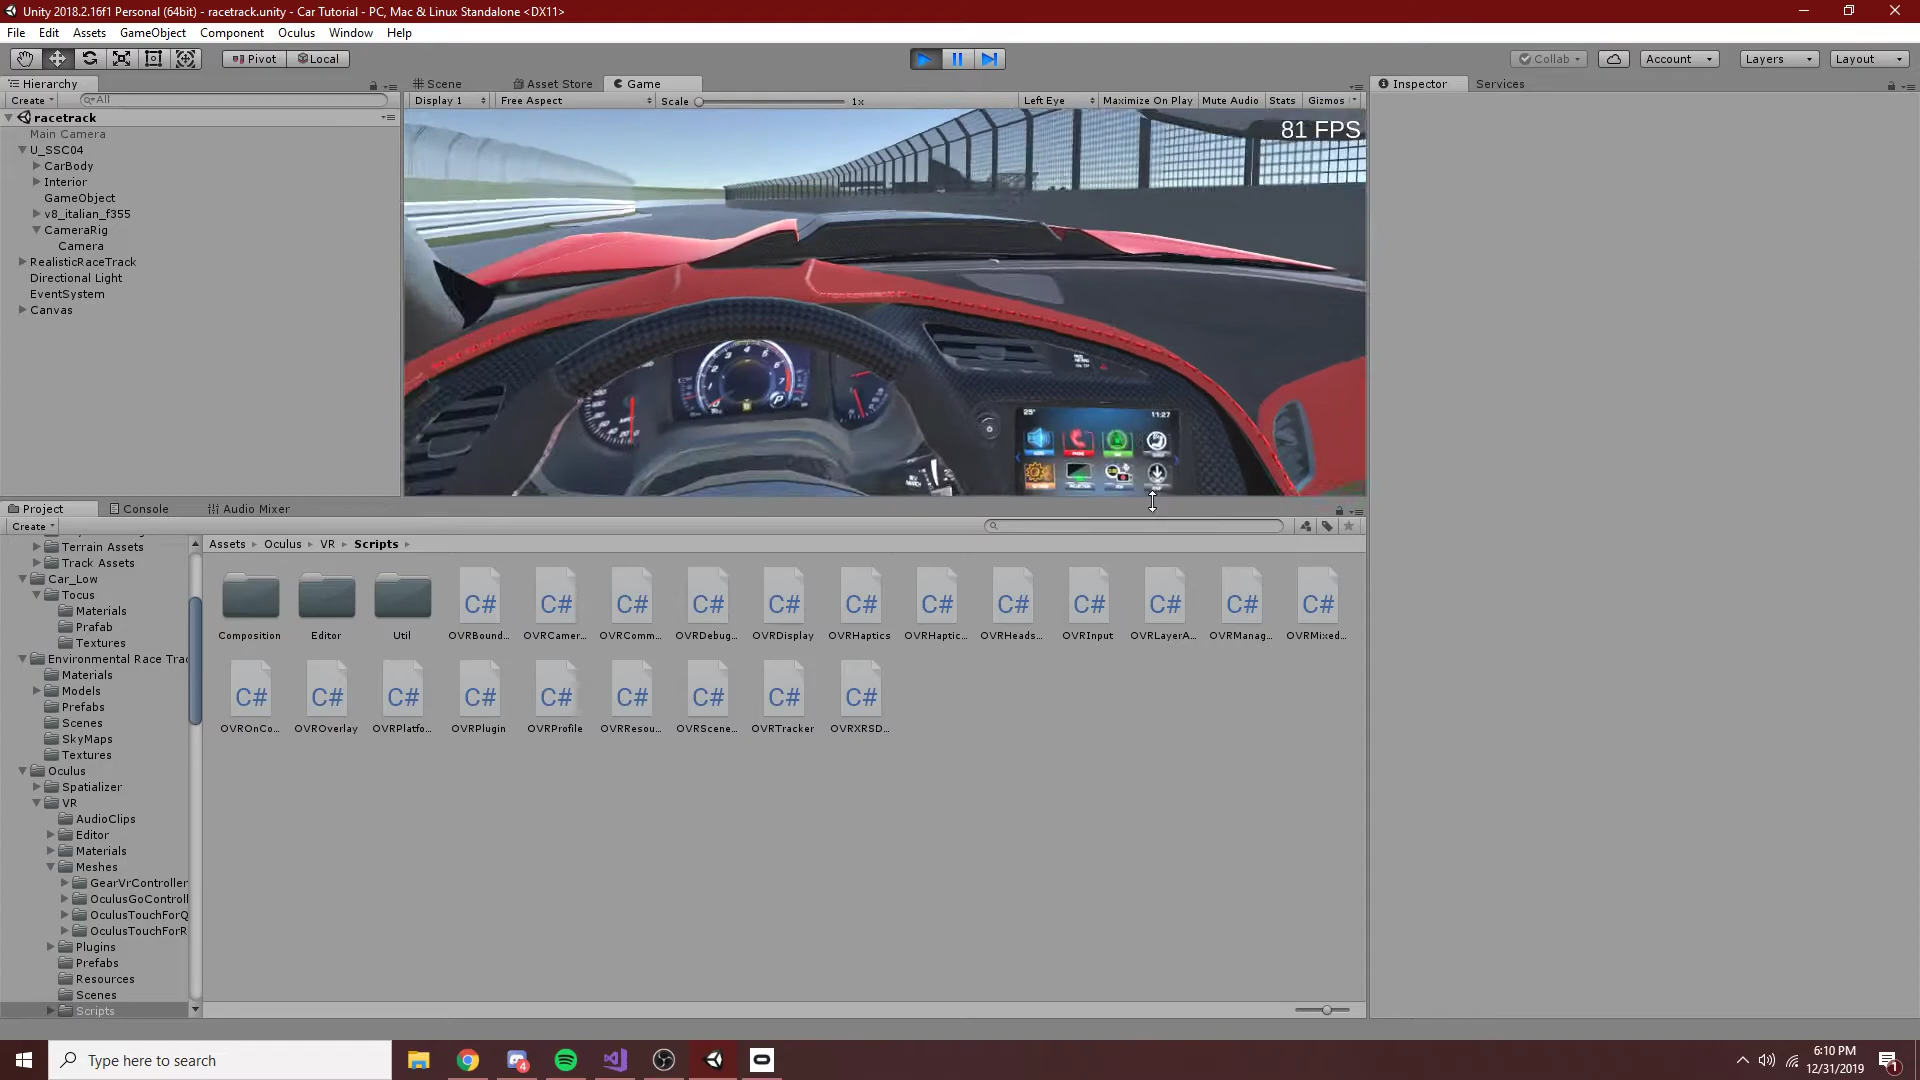 Unity 2018.2.16f1 Personal (64bit) - racetrack.unity - Car Tutorial - PC, Mac & Linux Standalone <DX11>
File Edit Assets GameObject Component Oculus Window Help
Pivot Local Collab Account Layers Layout
Hierarchy Scene Asset Store Game Inspector Services
Create All Display 1 Free Aspect Scale 1x Left Eye Maximize On Play Mute Audio Stats Gizmos
racetrack
Main Camera
U_SSC04
CarBody
Interior
GameObject
v8_italian_f355
CameraRig
Camera
RealisticRaceTrack
Directional Light
EventSystem
Canvas
81 FPS
25° 11:27
Project Console Audio Mixer
Create
Assets Oculus VR Scripts
Terrain Assets
Track Assets
Car_Low
Tocus
Materials
Prafab
Textures
Environmental Race Trac
Materials
Models
Prefabs
Scenes
SkyMaps
Textures
Oculus
Spatializer
VR
AudioClips
Editor
Materials
Meshes
GearVrController
OculusGoControll
OculusTouchForQ
OculusTouchForR
Plugins
Prefabs
Resources
Scenes
Scripts
C# C# C# C# C# C# C# C# C# C# C# C#
Composition Editor Util OVRBound... OVRCamer... OVRComm... OVRDebug... OVRDisplay OVRHaptics OVRHaptic... OVRHeads... OVRInput OVRLayerA... OVRManag... OVRMixed...
C# C# C# C# C# C# C# C# C#
OVROnCo... OVROverlay OVRPlatfo... OVRPlugin OVRProfile OVRResou... OVRScene... OVRTracker OVRXRSD...
Type here to search
6:10 PM
12/31/2019